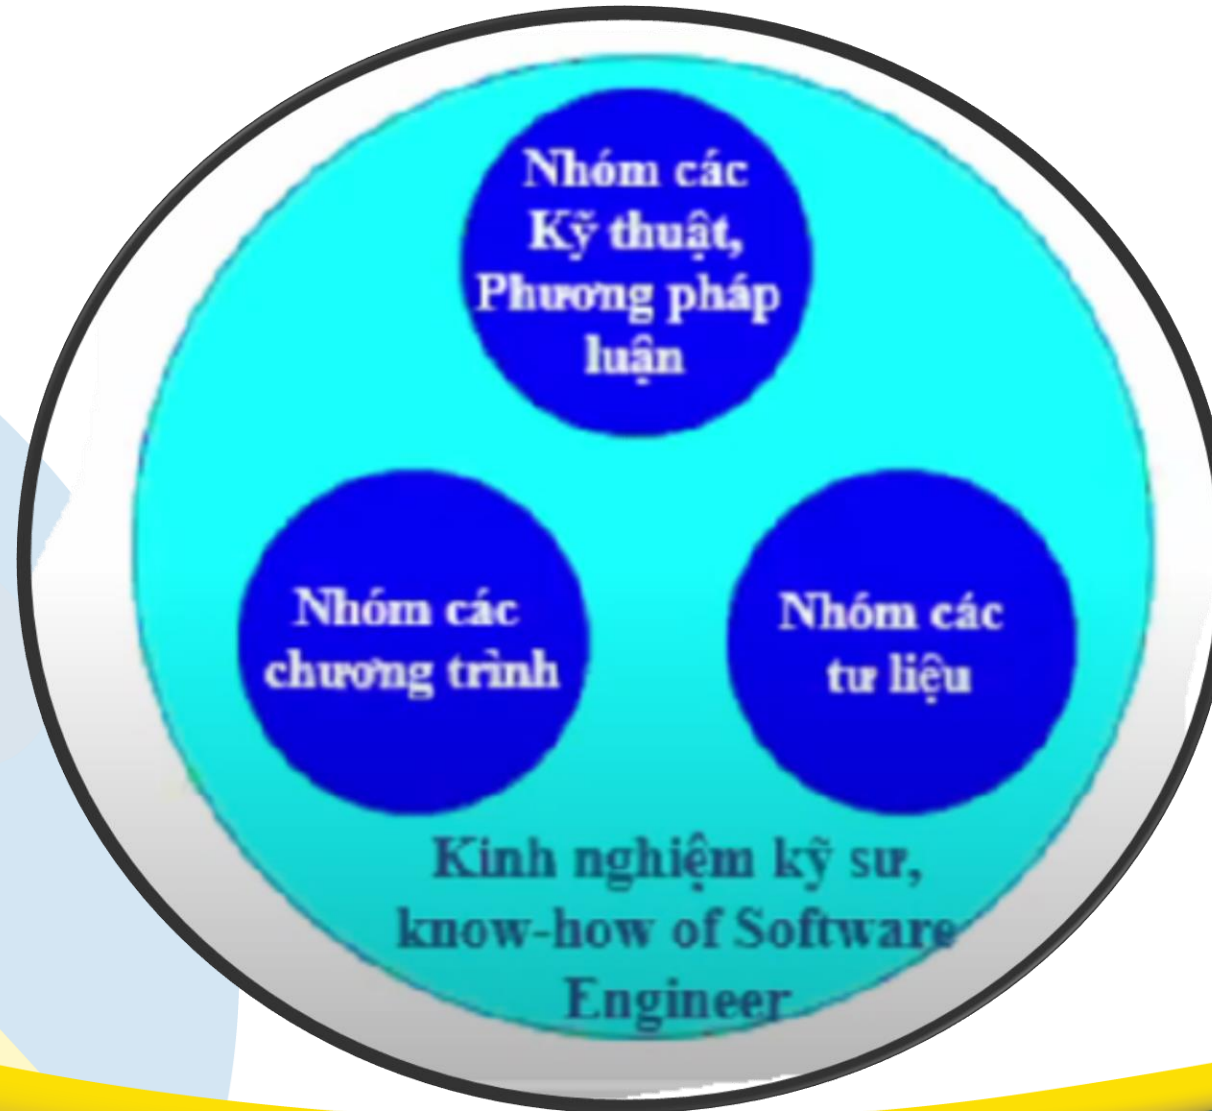 Nhóm các
Kỹ thuật,
Phương pháp
luận
Nhóm các
chương trình
Nhóm các
tư liệu
Kinh nghiệm kỹ sư,
know-how of Software
Engineer